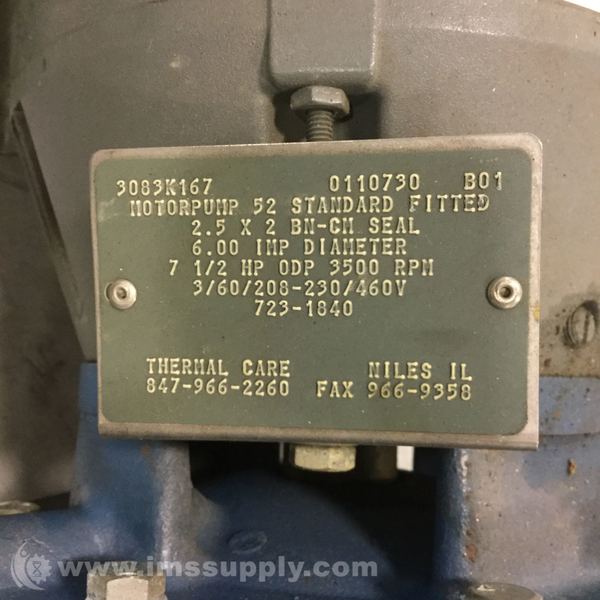 3083K167 0110730 B01
MOTORPUMP 52 STANDARD FITTED
2.5 X 2 BN-CM SEAL
6.00 IMP DIAMETER
7 1/2 HP ODP 3500 RPM
3/60/208-230/460V
723-1840
THERMAL CARE NILES IL
847-966-2260 FAX 966-9358
www.imssupply.com